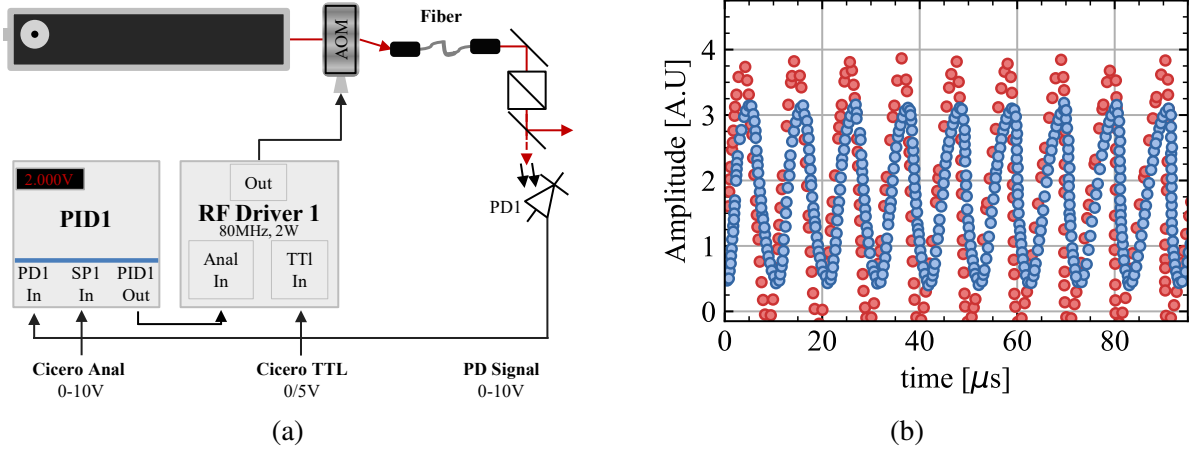 Fiber
AOM
2.000V
PID1
PD1 In
SP1 In
PID1 Out
Out
RF Driver 1
80MHz, 2W
Anal In
TTl In
PD1
Cicero Anal
0-10V
Cicero TTL
0/5V
PD Signal
0-10V
(a)
Amplitude [A.U]
4
3
2
1
0
0 20 40 60 80
time [μs]
(b)